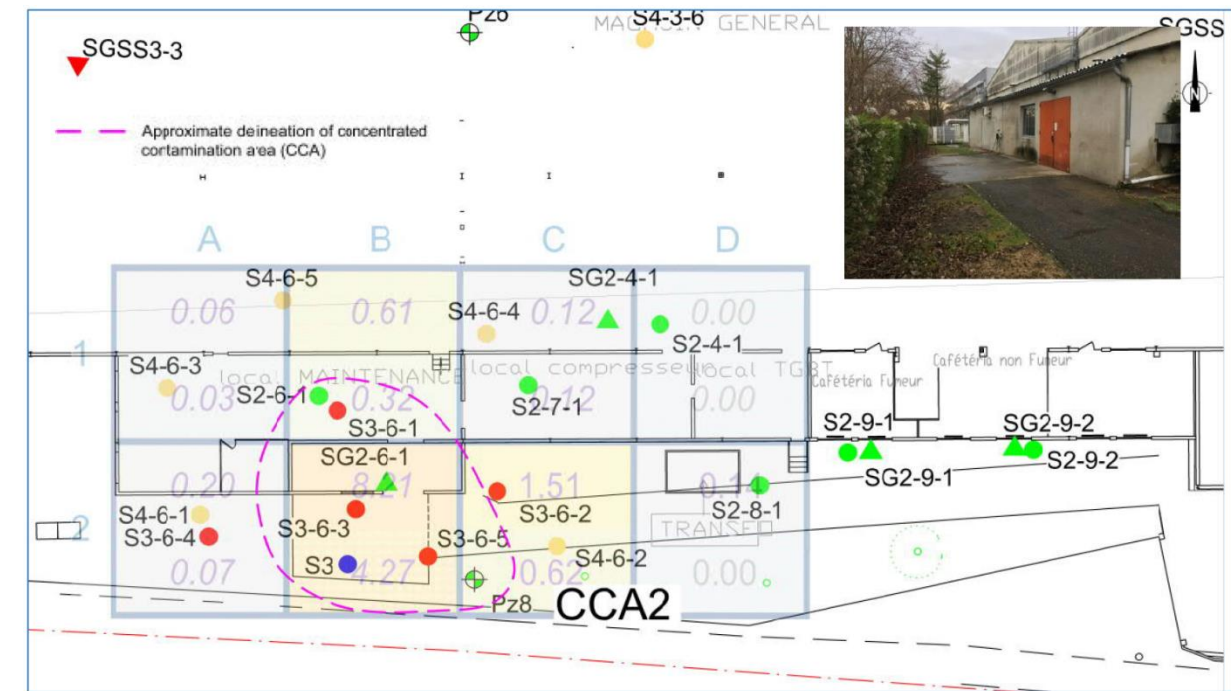 Pz6
S4-3-6
MAGASIN GENERAL
SGSS
SGSS3-3
N
Approximate deineation of concentrated
contamination area (CCA)
A
B
C
D
S4-6-5
SG2-4-1
0.06
0.61
S4-6-4
0.12
0.00
1
S2-4-1
S4-6-3
local MAINTENANCE
local compresseur
local TGBT
Cafétéria Fumeur
Cafétéria non Fumeur
S2-6-1
0.03
0.32
S2-7-1
0.12
0.00
S3-6-1
S2-9-1
SG2-9-2
SG2-6-1
S2-9-2
SG2-9-1
0.20
8.21
1.51
0.14
S2-8-1
S4-6-1
S3-6-3
S3-6-2
2
S3-6-4
S3-6-5
TRANSFO
S4-6-2
0.07
S3
4.27
0.62
0.00
Pz8
CCA2